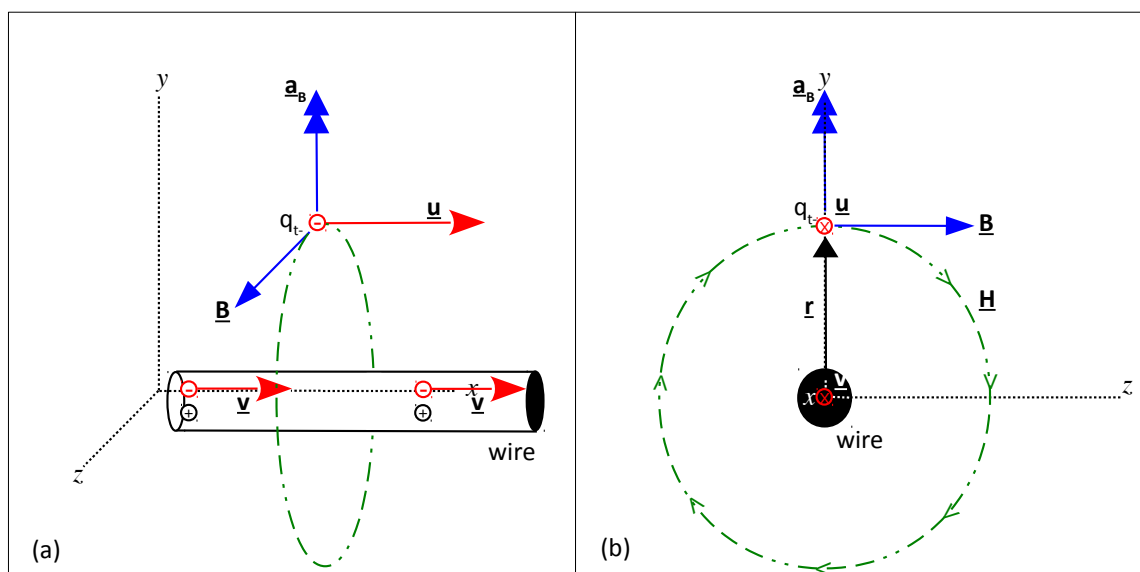 y
a_B
u
q_t-
B
-
-
-
x
v
v
+
+
wire
z
(a)
a_B
y
q_t-
u
B
H
r
v
x
z
wire
(b)